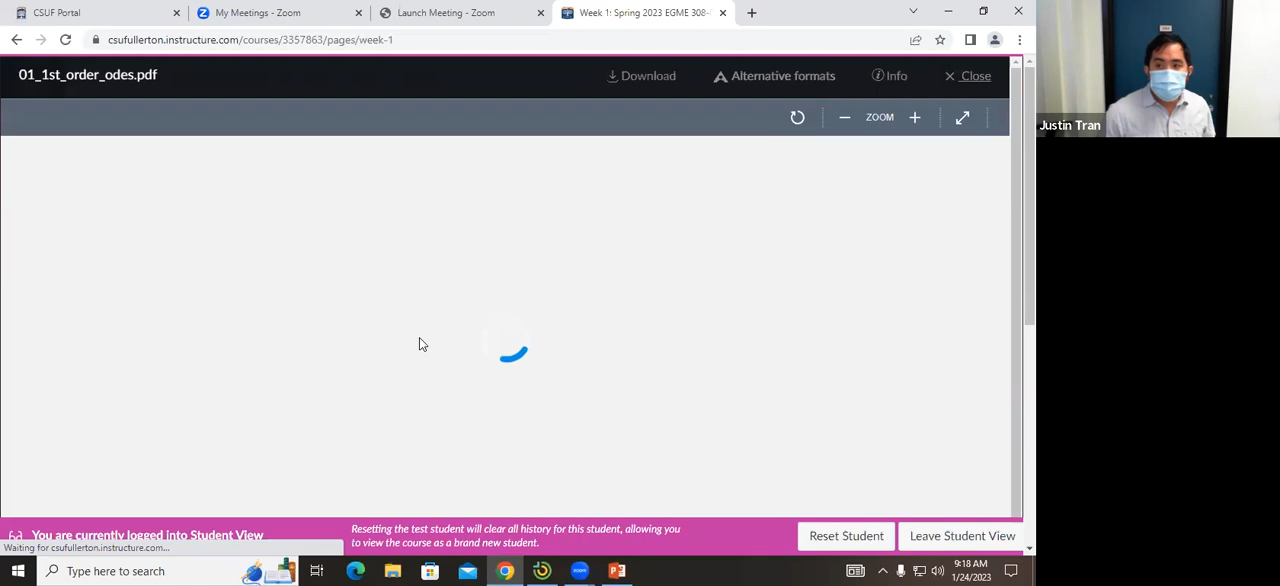 CSUF Portal
My Meetings - Zoom
Launch Meeting - Zoom
Week 1: Spring 2023 EGME 308-
csufullerton.instructure.com/courses/3357863/pages/week-1
01_1st_order_odes.pdf
Download
Alternative formats
Info
Close
ZOOM
Justin Tran
You are currently logged into Student View
Resetting the test student will clear all history for this student, allowing
you to view the course as a brand new student.
Reset Student
Leave Student View
Waiting for csufullerton.instructure.com...
Type here to search
zoom
9:18 AM
1/24/2023